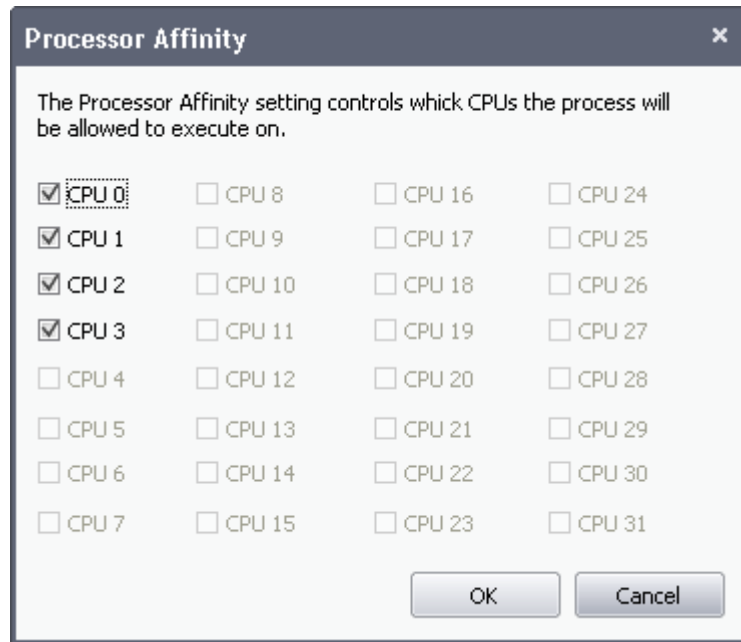 Processor Affinity
The Processor Affinity setting controls whick CPUs the process will
be allowed to execute on.
CPU 0 CPU 8 CPU 16 CPU 24
CPU 1 CPU 9 CPU 17 CPU 25
CPU 2 CPU 10 CPU 18 CPU 26
CPU 3 CPU 11 CPU 19 CPU 27
CPU 4 CPU 12 CPU 20 CPU 28
CPU 5 CPU 13 CPU 21 CPU 29
CPU 6 CPU 14 CPU 22 CPU 30
CPU 7 CPU 15 CPU 23 CPU 31
OK Cancel